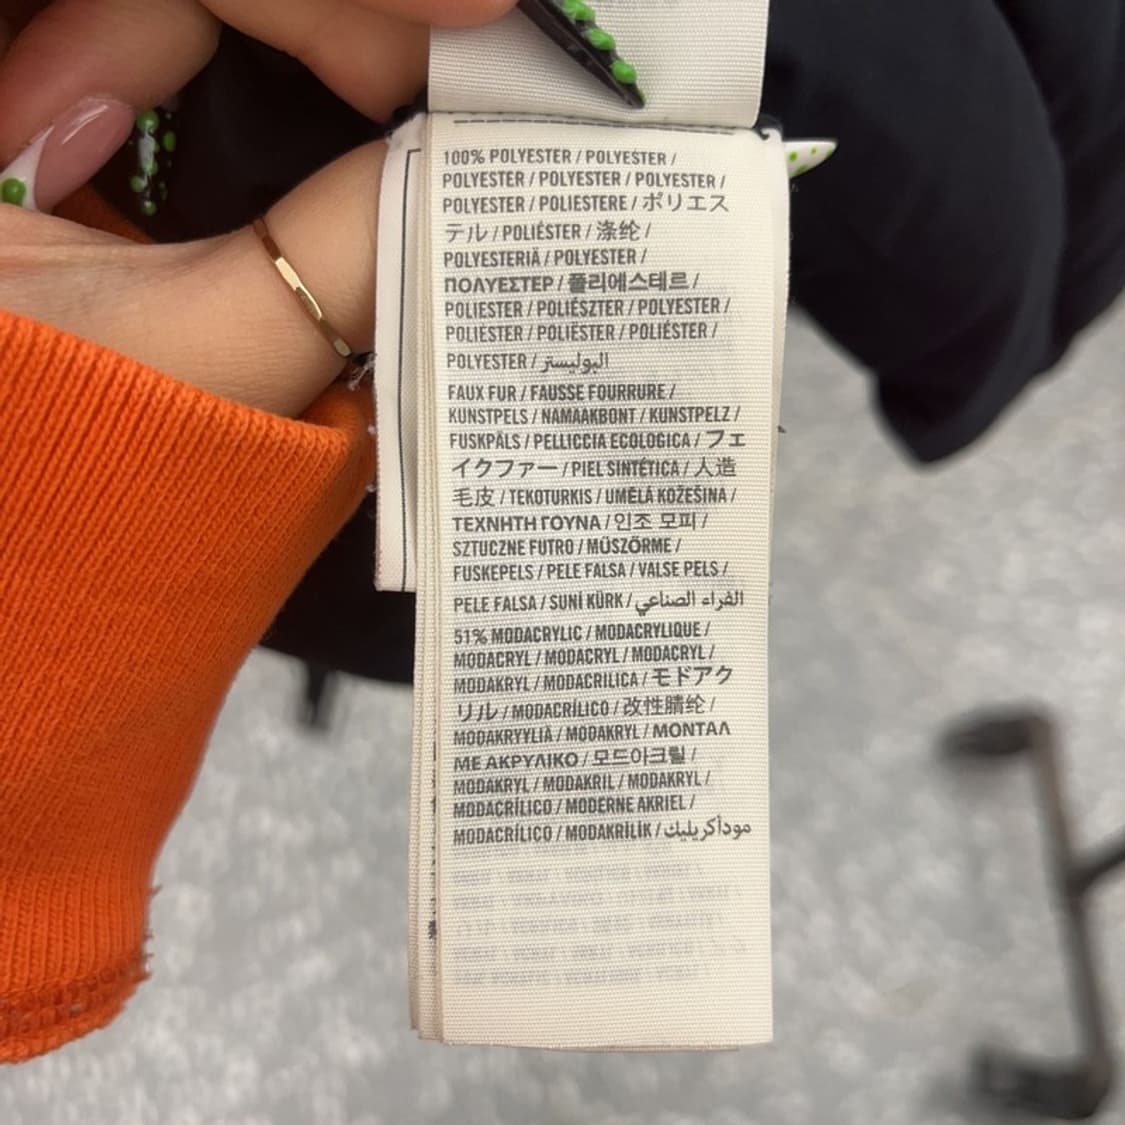 100% POLYESTER / POLYESTER /
POLYESTER / POLYESTER / POLYESTER /
POLYESTER / POLIESTERE / ポリエス
テル / POLIÉSTER / 涤纶 /
POLYESTERIÄ / POLYESTER /
ΠΟΛΥΕΣΤΕΡ / 폴리에스테르 /
POLIESTER / POLIÉSZTER / POLYESTER /
POLIESTER / POLIËSTER / POLIÉSTER /
POLYESTER / البوليستر
FAUX FUR / FAUSSE FOURRURE /
KUNSTPELS / NAMAAKBONT / KUNSTPELZ /
FUSKPÄLS / PELLICCIA ECOLOGICA / フェ
イクファー / PIEL SINTÉTICA / 人造
毛皮 / TEKOTURKIS / UMĚLÁ KOŽEŠINA /
ΤΕΧΝΗΤΗ ΓΟΥΝΑ / 인조 모피 /
SZTUCZNE FUTRO / MŰSZŐRME /
FUSKEPELS / PELE FALSA / VALSE PELS /
PELE FALSA / SUNİ KÜRK / الفراء الصناعي
51% MODACRYLIC / MODACRYLIQUE /
MODACRYL / MODACRYL / MODACRYL /
MODAKRYL / MODACRILICA / モドアク
リル / MODACRÍLICO / 改性腈纶 /
MODAKRYYLIÄ / MODAKRYL / ΜΟΝΤΑΛ
ΜΕ ΑΚΡΥΛΙΚΟ / 모드아크릴 /
MODAKRYL / MODAKRIL / MODAKRYL /
MODACRÍLICO / MODERNE AKRIEL /
MODACRÍLICO / MODAKRİLİK / مودأكريليك